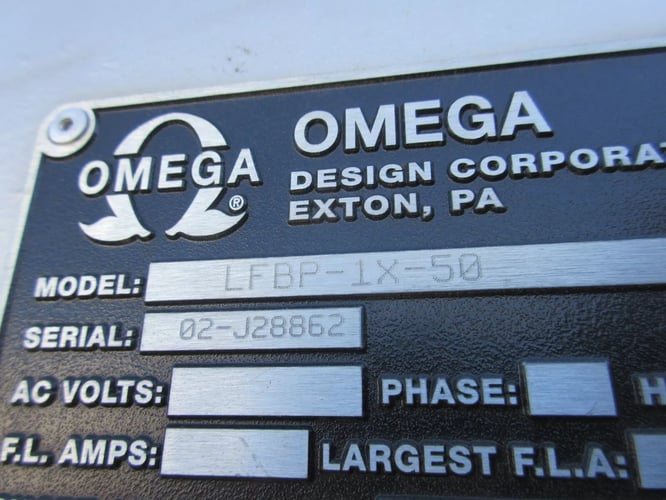 OMEGA ®
OMEGA
DESIGN CORPORAT
EXTON, PA
MODEL: LFBP-1X-50
SERIAL: 02-J28862
AC VOLTS: PHASE: H
F.L. AMPS: LARGEST F.L.A: